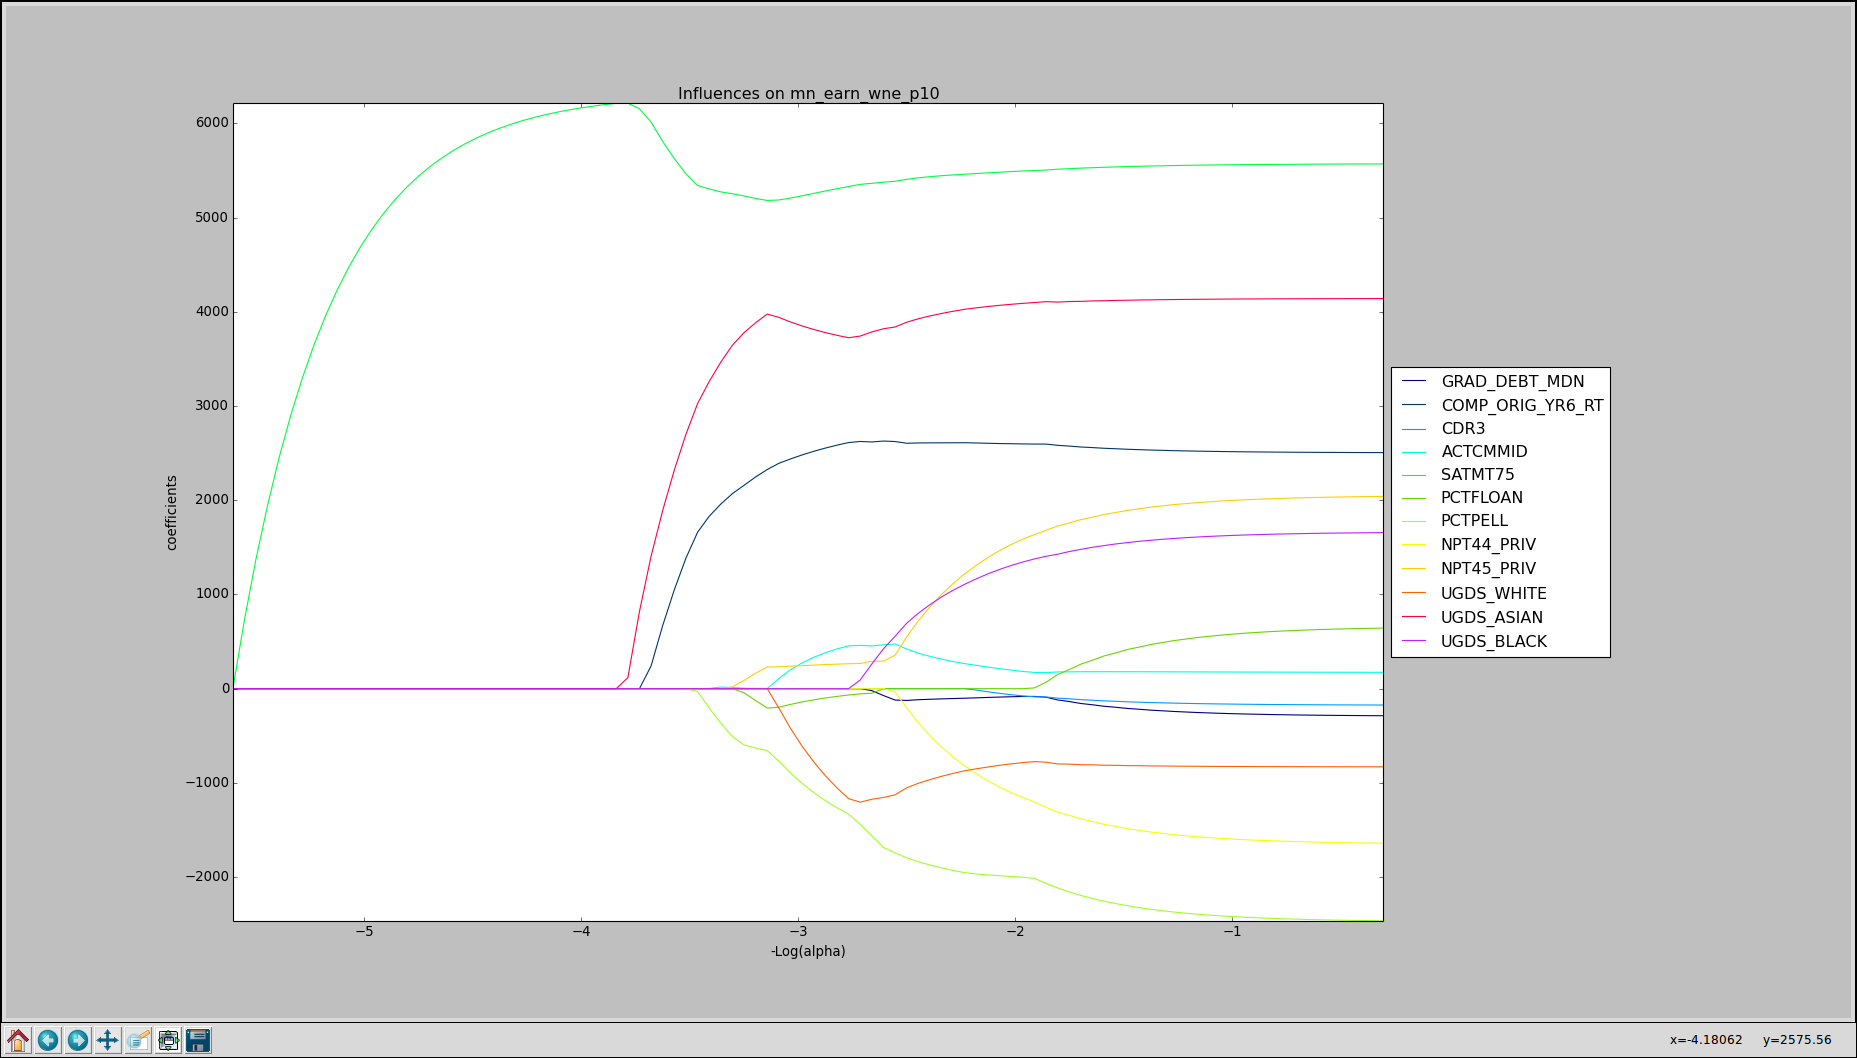 Influences on mn_earn_wne_p10
6000
5000
4000
3000
2000
1000
0
−1000
−2000
coefficients
−5 −4 −3 −2 −1
-Log(alpha)
GRAD_DEBT_MDN
COMP_ORIG_YR6_RT
CDR3
ACTCMMID
SATMT75
PCTFLOAN
PCTPELL
NPT44_PRIV
NPT45_PRIV
UGDS_WHITE
UGDS_ASIAN
UGDS_BLACK
x=-4.18062 y=2575.56